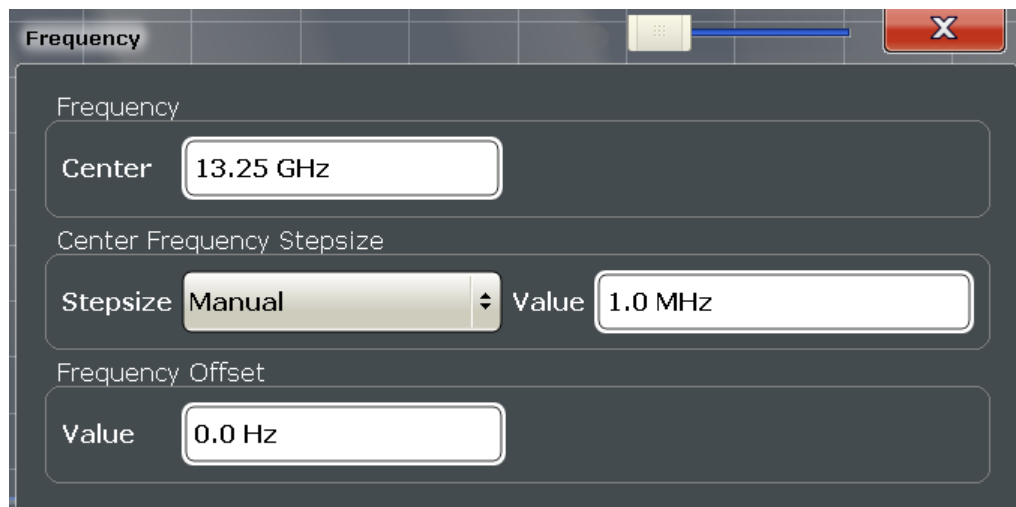 Frequency
X
Frequency
Center 13.25 GHz
Center Frequency Stepsize
Stepsize Manual Value 1.0 MHz
Frequency Offset
Value 0.0 Hz